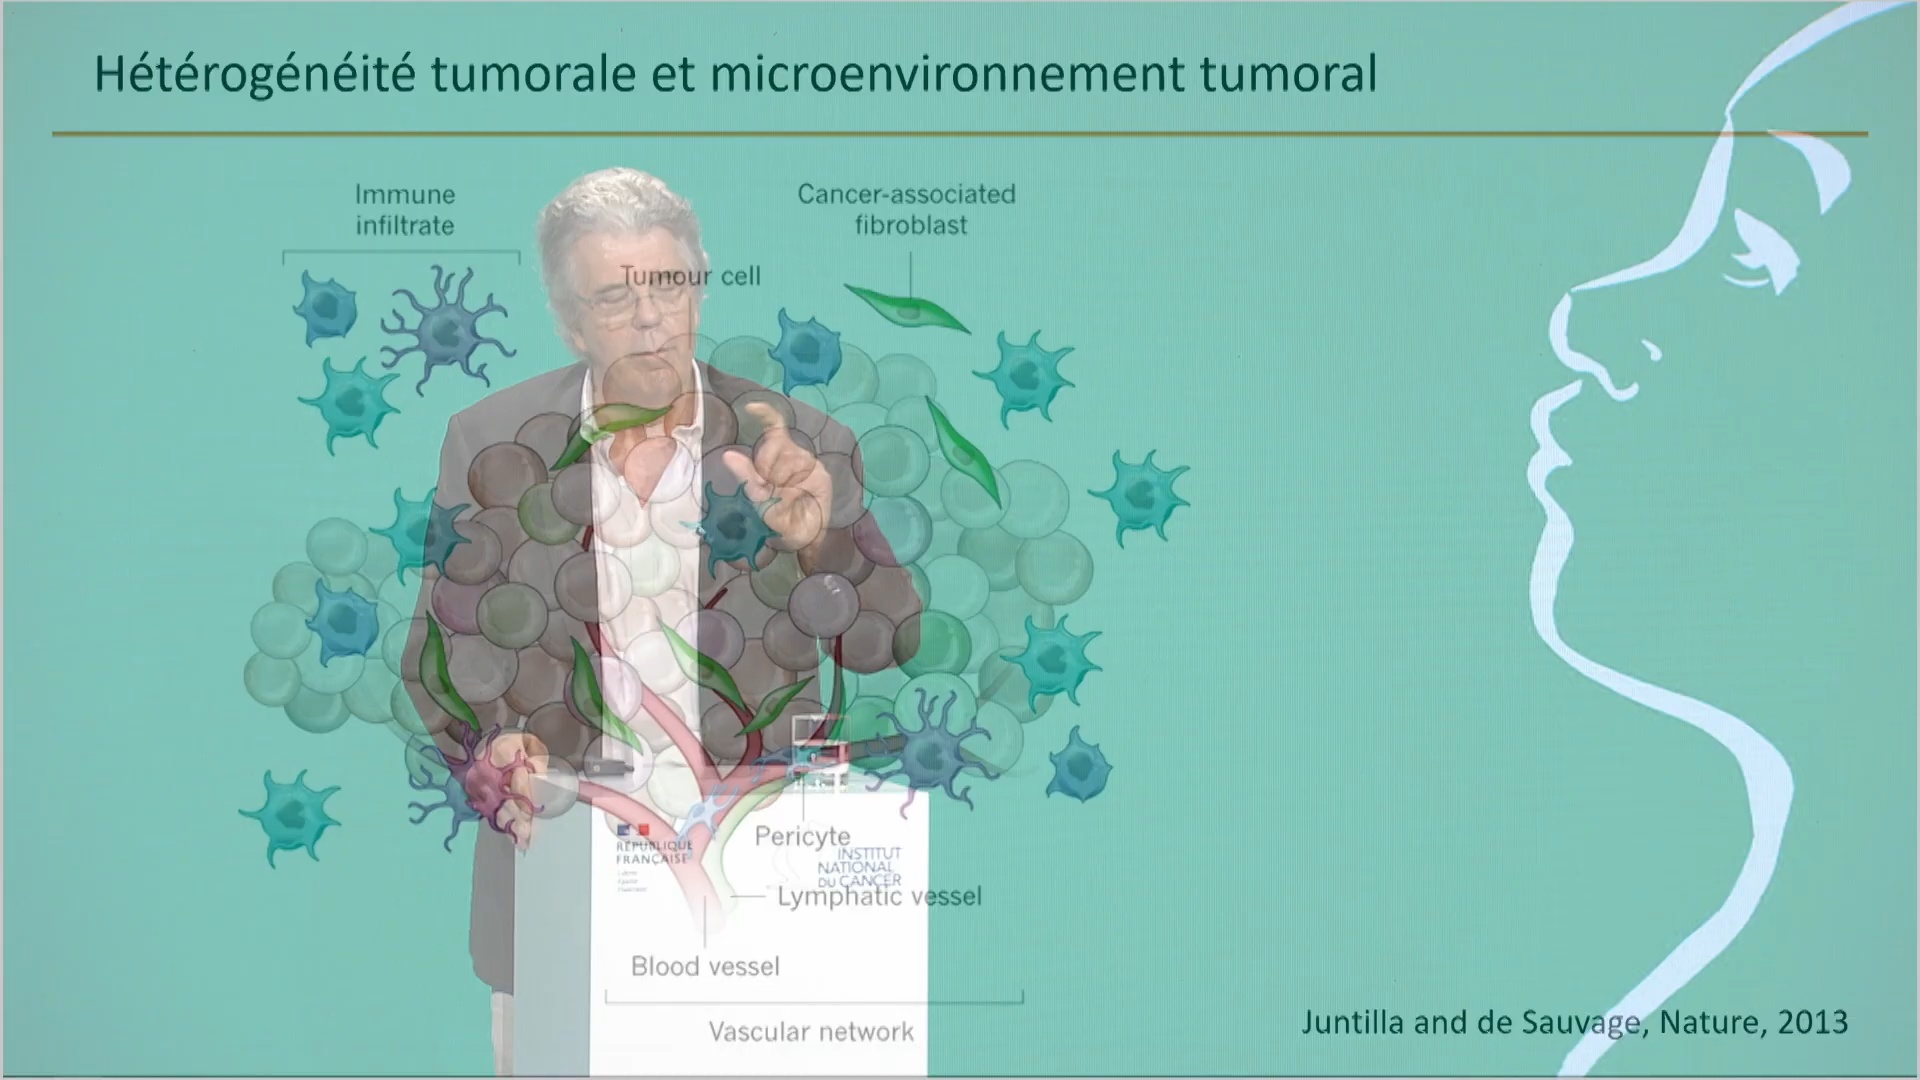 Hétérogénéité tumorale et microenvironnement tumoral
Immune
infiltrate
Cancer-associated
fibroblast
Tumour cell
Pericyte
RÉPUBLIQUE
FRANÇAISE
INSTITUT
NATIONAL
DU CANCER
Lymphatic vessel
Blood vessel
Vascular network
Juntilla and de Sauvage, Nature, 2013